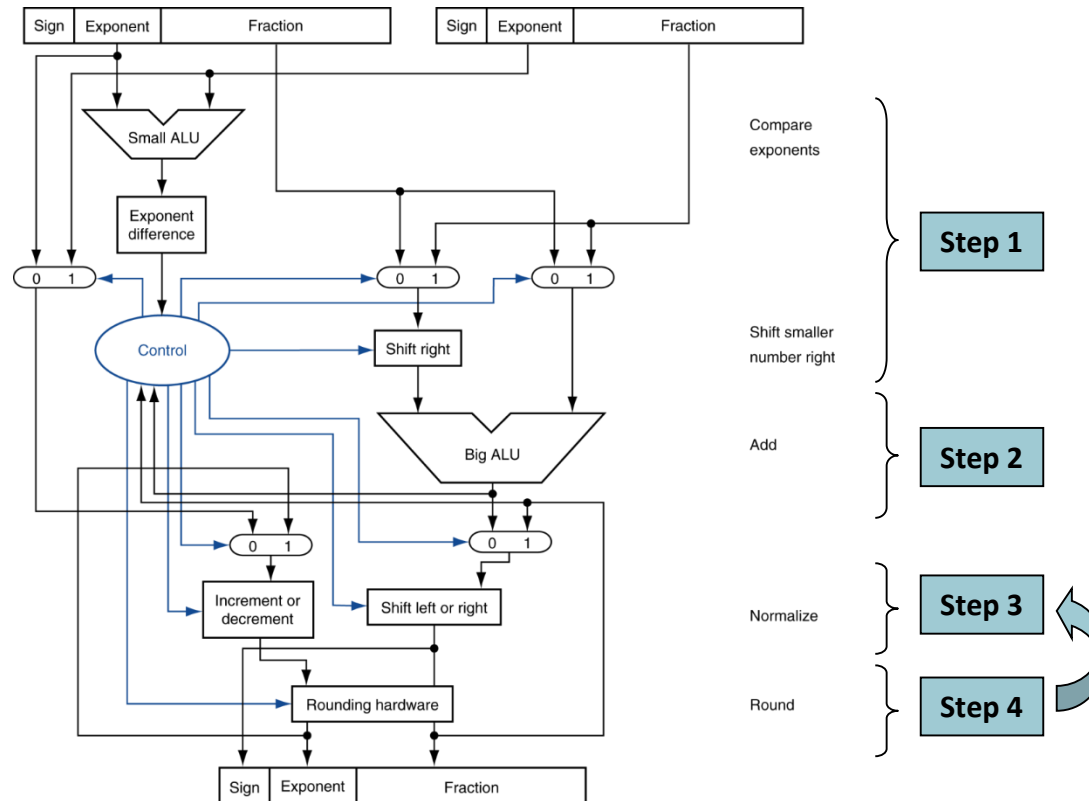 Sign Exponent Fraction
Sign Exponent Fraction
Small ALU
Compare
exponents
Exponent
difference
Step 1
0 1
0 1
0 1
Control
Shift right
Shift smaller
number right
Big ALU
Add
Step 2
0 1
0 1
Increment or
decrement
Shift left or right
Normalize
Step 3
Rounding hardware
Round
Step 4
Sign Exponent Fraction